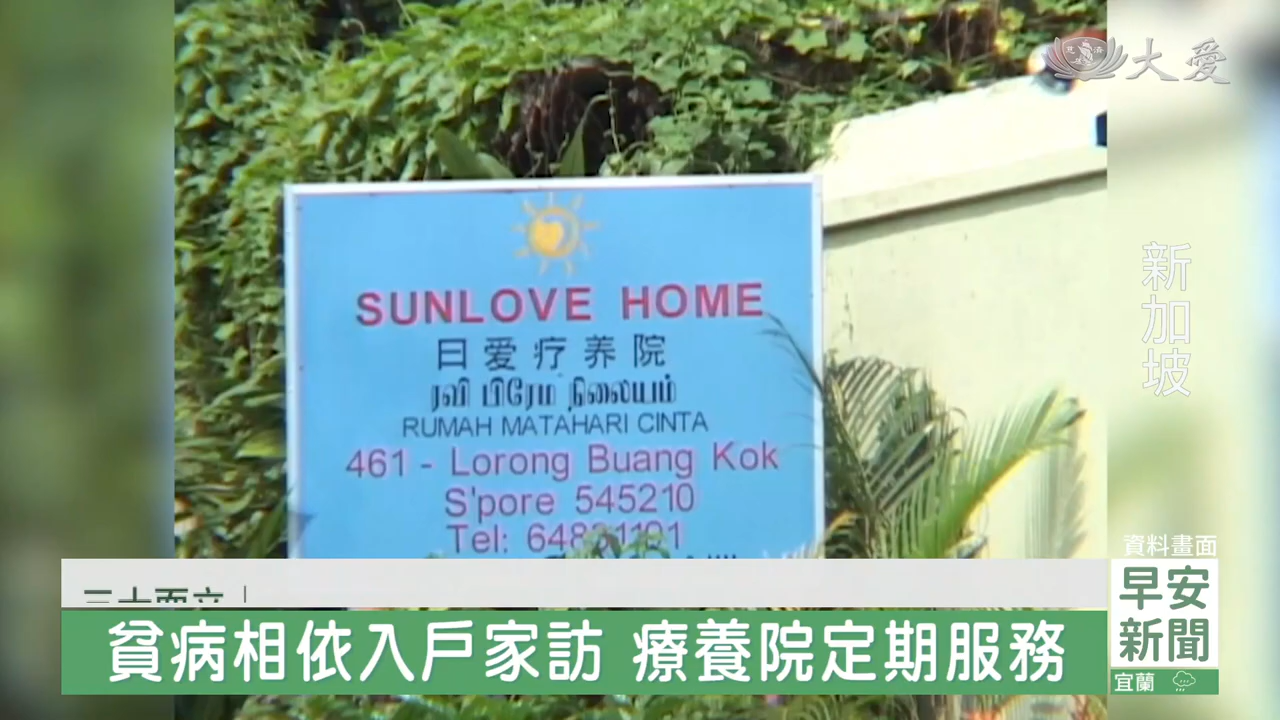 大愛
新加坡
SUNLOVE HOME
日爱疗养院
ரவி பிரேம நிலையம்
RUMAH MATAHARI CINTA
461 - Lorong Buang Kok
S'pore 545210
Tel:
資料畫面
早安
新聞
宜蘭
貧病相依入戶家訪 療養院定期服務